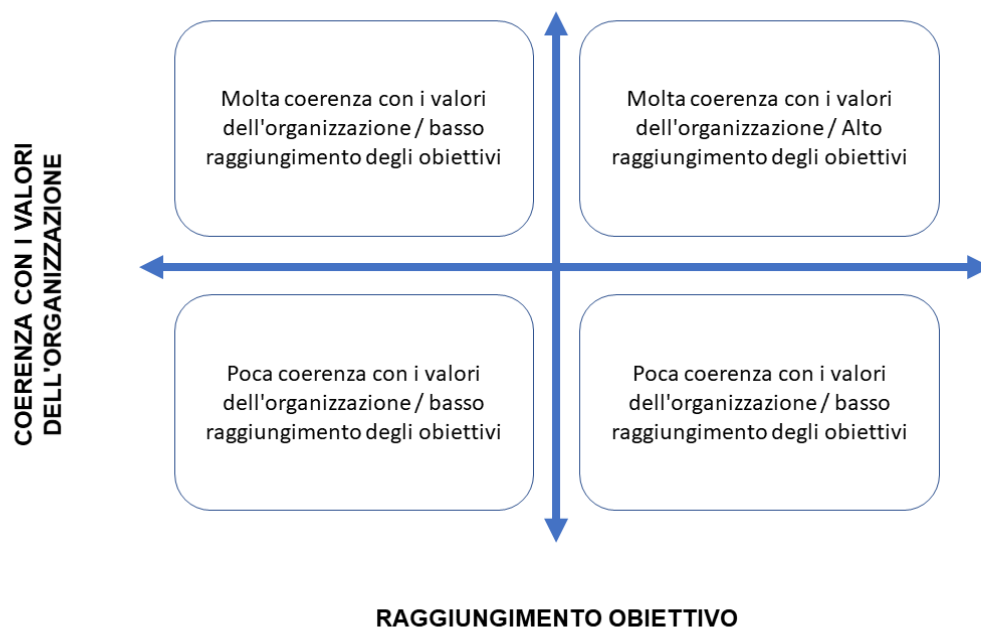 COERENZA CON I VALORI
DELL'ORGANIZZAZIONE
Molta coerenza con i valori
dell'organizzazione / basso
raggiungimento degli obiettivi
Molta coerenza con i valori
dell'organizzazione / Alto
raggiungimento degli obiettivi
Poca coerenza con i valori
dell'organizzazione / basso
raggiungimento degli obiettivi
Poca coerenza con i valori
dell'organizzazione / basso
raggiungimento degli obiettivi
RAGGIUNGIMENTO OBIETTIVO